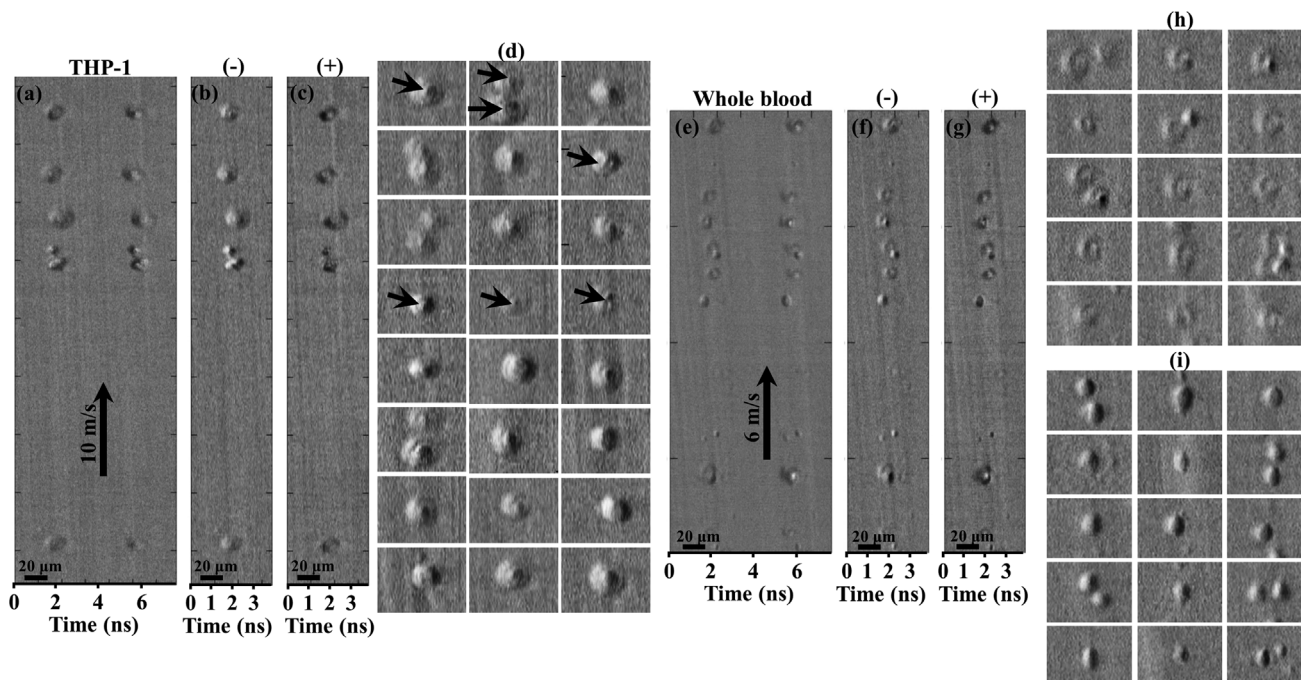 THP-1
(-)
(+)
(d)
(a)
(b)
(c)
10 m/s
20 µm
20 µm
20 µm
0 2 4 6
0 1 2 3
0 1 2 3
Time (ns)
Time (ns)
Time (ns)
Whole blood
(-)
(+)
(e)
(f)
(g)
6 m/s
20 µm
20 µm
20 µm
0 2 4 6
0 1 2 3
0 1 2 3
Time (ns)
Time (ns)
Time (ns)
(h)
(i)